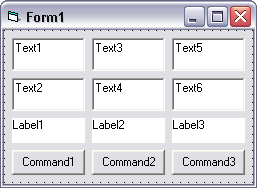 Form1
Text1 Text3 Text5
Text2 Text4 Text6
Label1 Label2 Label3
Command1 Command2 Command3